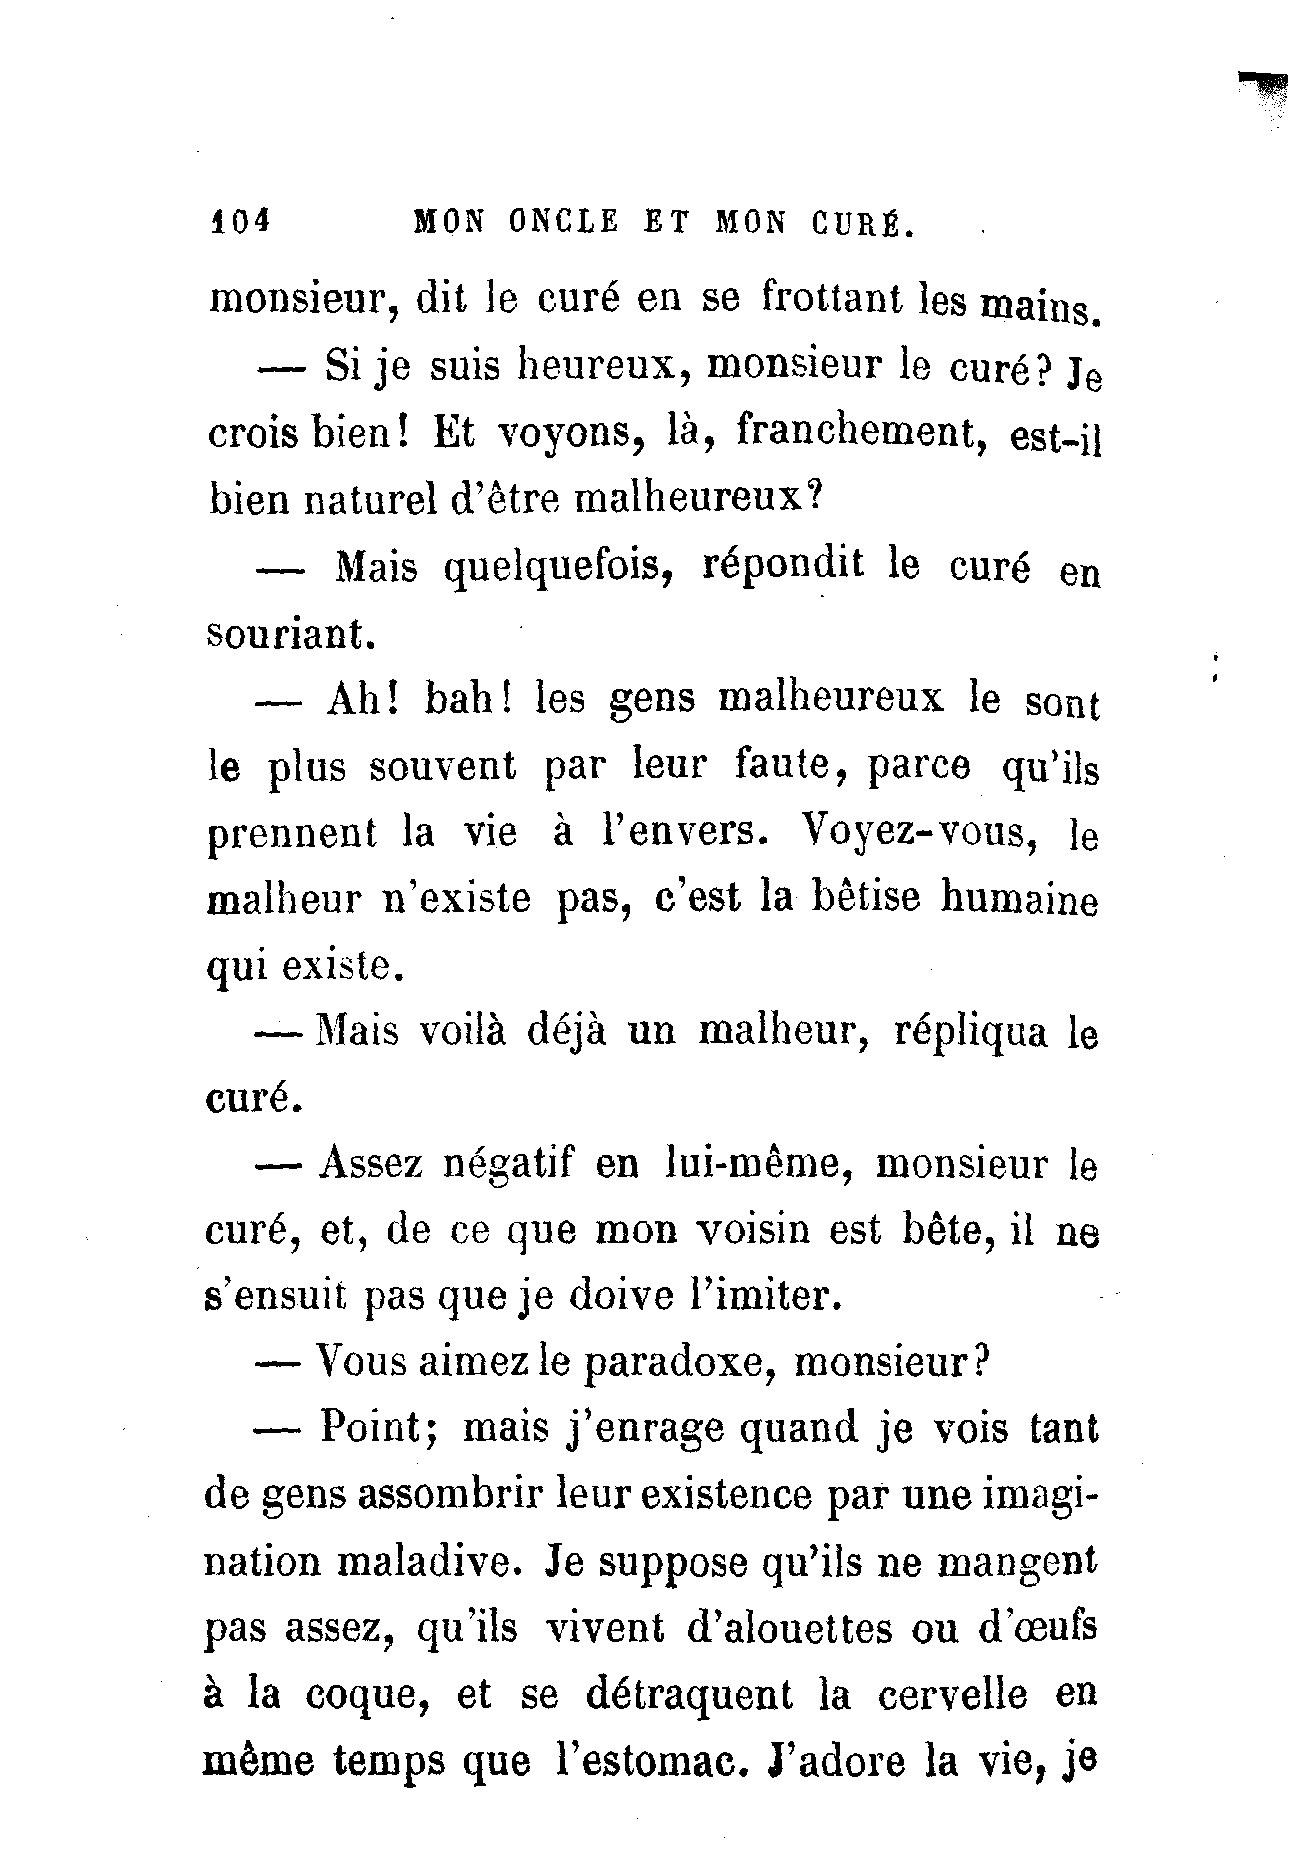 104 MON ONCLE ET MON CURÉ.
monsieur, dit le curé en se frottant les mains.
— Si je suis heureux, monsieur le curé? Je
crois bien! Et voyons, là, franchement, est-il
bien naturel d'être malheureux?
— Mais quelquefois, répondit le curé en
souriant.
— Ah! bah! les gens malheureux le sont
le plus souvent par leur faute, parce qu'ils
prennent la vie à l'envers. Voyez-vous, le
malheur n'existe pas, c'est la bêtise humaine
qui existe.
— Mais voilà déjà un malheur, répliqua le
curé.
— Assez négatif en lui-même, monsieur le
curé, et, de ce que mon voisin est bête, il ne
s'ensuit pas que je doive l'imiter.
— Vous aimez le paradoxe, monsieur?
— Point; mais j'enrage quand je vois tant
de gens assombrir leur existence par une imagi-
nation maladive. Je suppose qu'ils ne mangent
pas assez, qu'ils vivent d'alouettes ou d'œufs
à la coque, et se détraquent la cervelle en
même temps que l'estomac. J'adore la vie, je